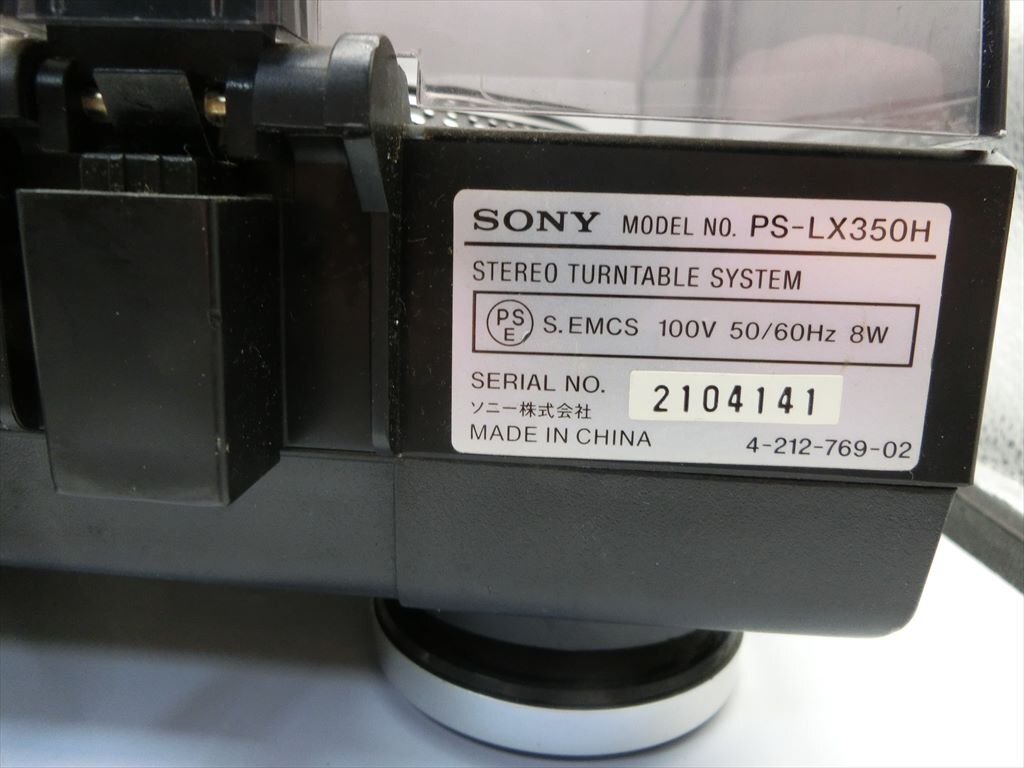 SONY MODEL NO. PS-LX350H
STEREO TURNTABLE SYSTEM
PS E S.EMCS 100V 50/60Hz 8W
SERIAL NO. 2104141
ソニー株式会社
MADE IN CHINA 4-212-769-02